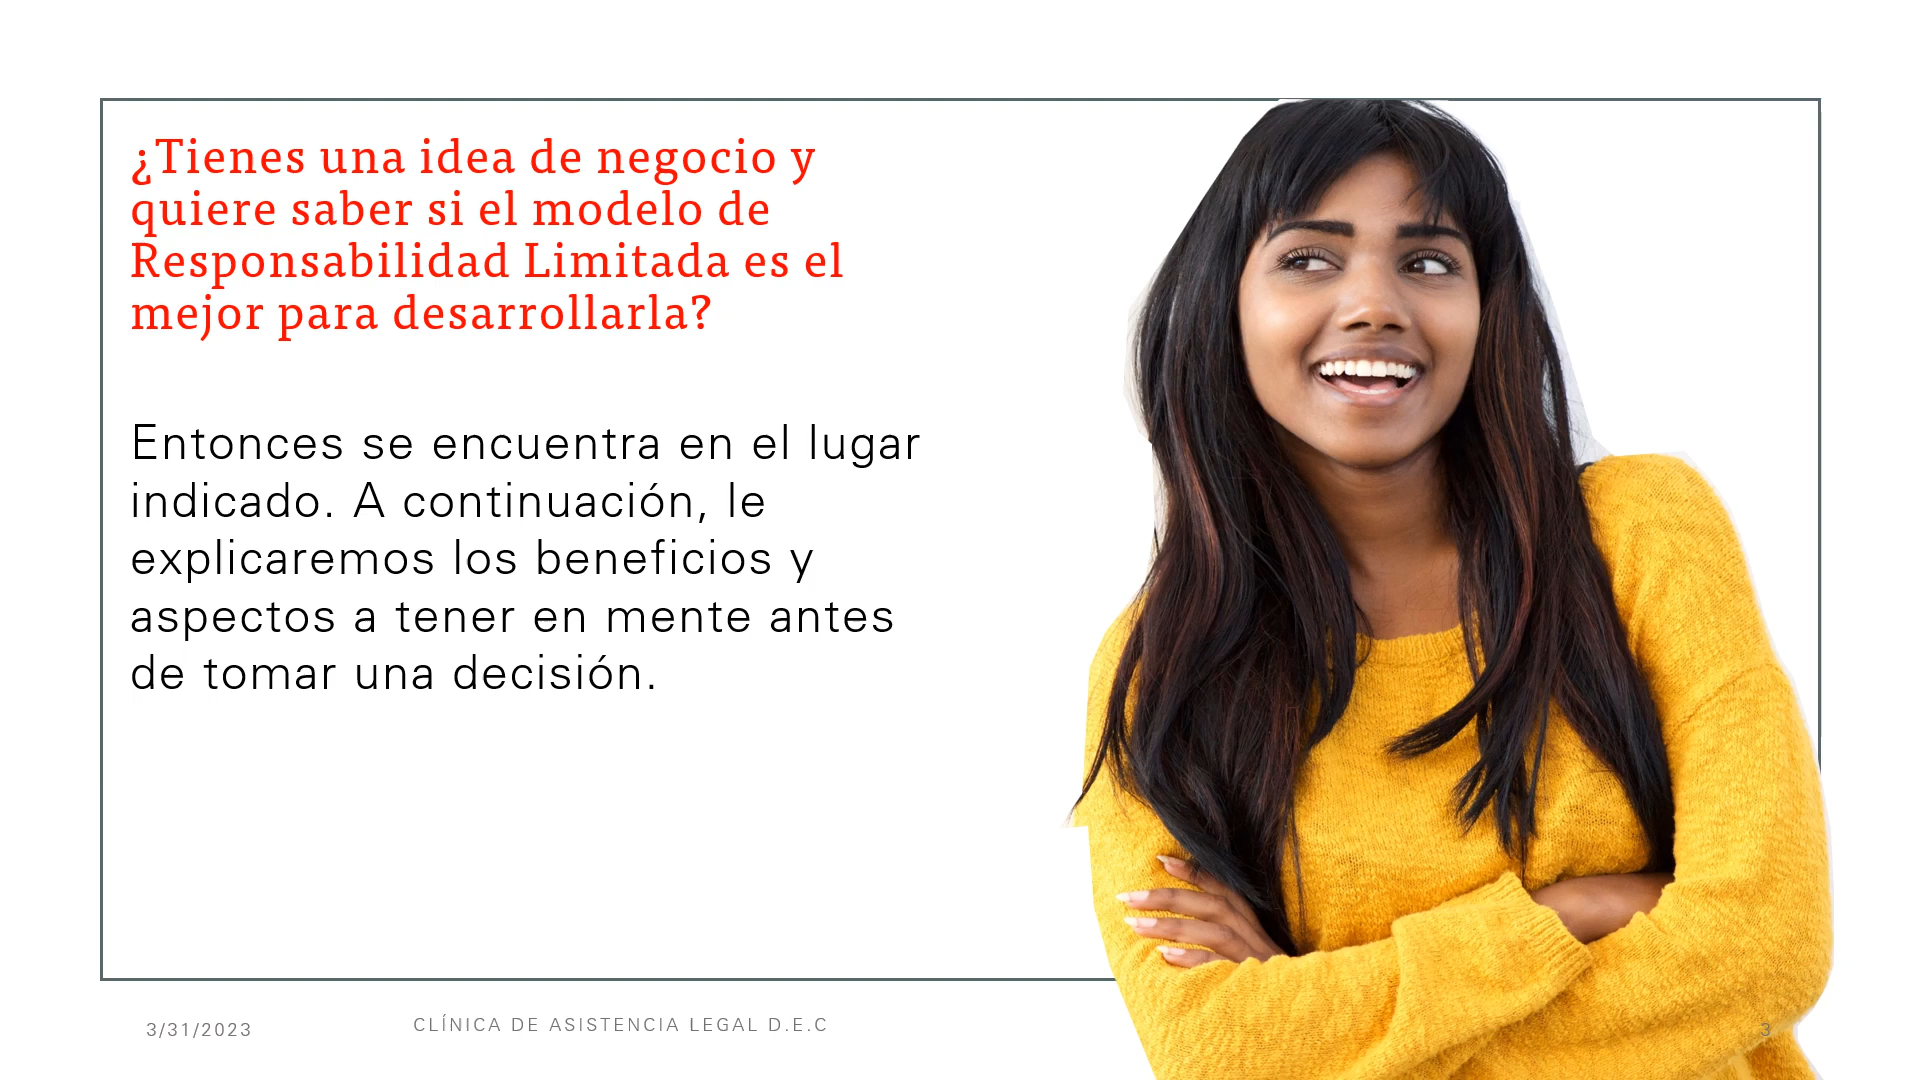 ¿Tienes una idea de negocio y
quiere saber si el modelo de
Responsabilidad Limitada es el
mejor para desarrollarla?
Entonces se encuentra en el lugar
indicado. A continuación, le
explicaremos los beneficios y
aspectos a tener en mente antes
de tomar una decisión.
3/31/2023
CLÍNICA DE ASISTENCIA LEGAL D.E.C
3